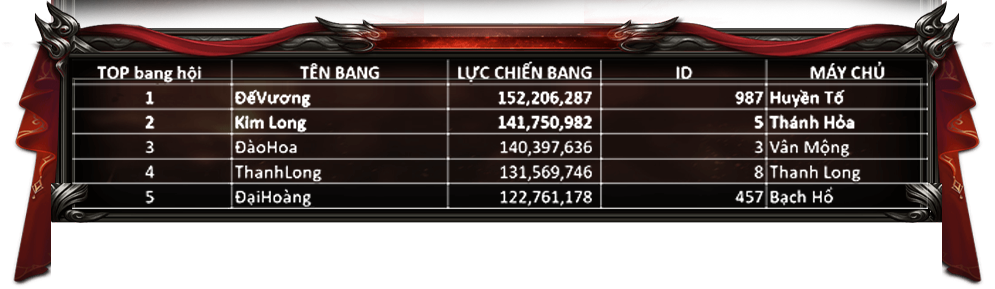 TOP bang hội TÊN BANG LỰC CHIẾN BANG ID MÁY CHỦ
1 ĐếVương 152,206,287 987 Huyền Tố
2 Kim Long 141,750,982 5 Thánh Hỏa
3 ĐàoHoa 140,397,636 3 Vân Mộng
4 ThanhLong 131,569,746 8 Thanh Long
5 ĐạiHoàng 122,761,178 457 Bạch Hổ